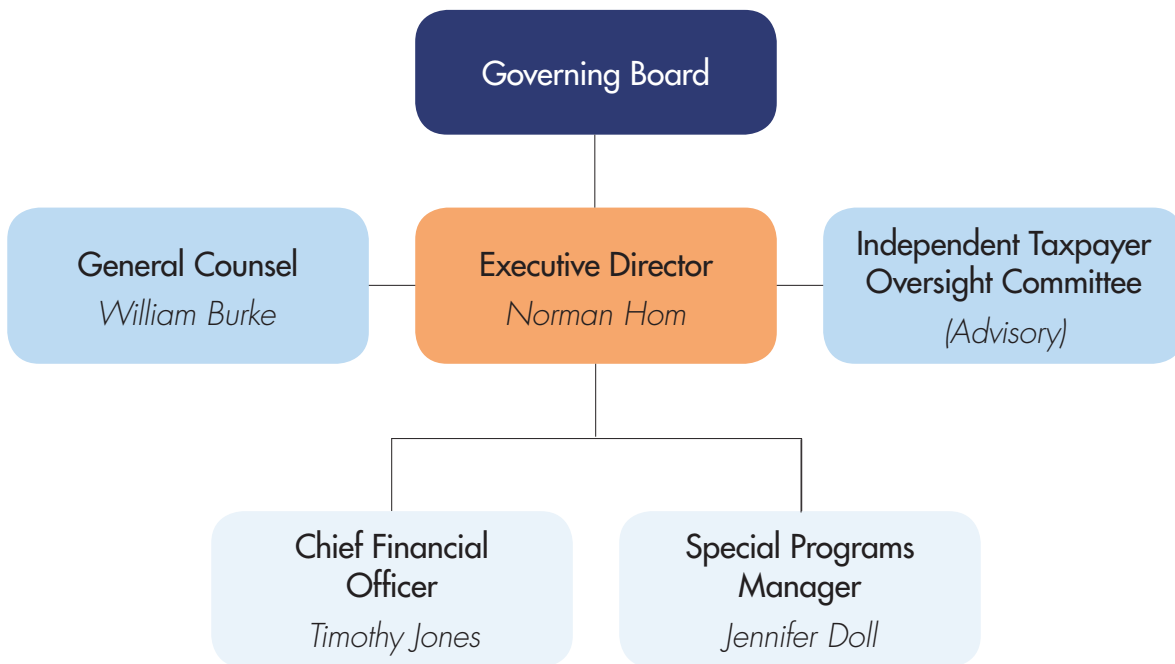 Governing Board
General Counsel
William Burke
Executive Director
Norman Hom
Independent Taxpayer
Oversight Committee
(Advisory)
Chief Financial
Officer
Timothy Jones
Special Programs
Manager
Jennifer Doll